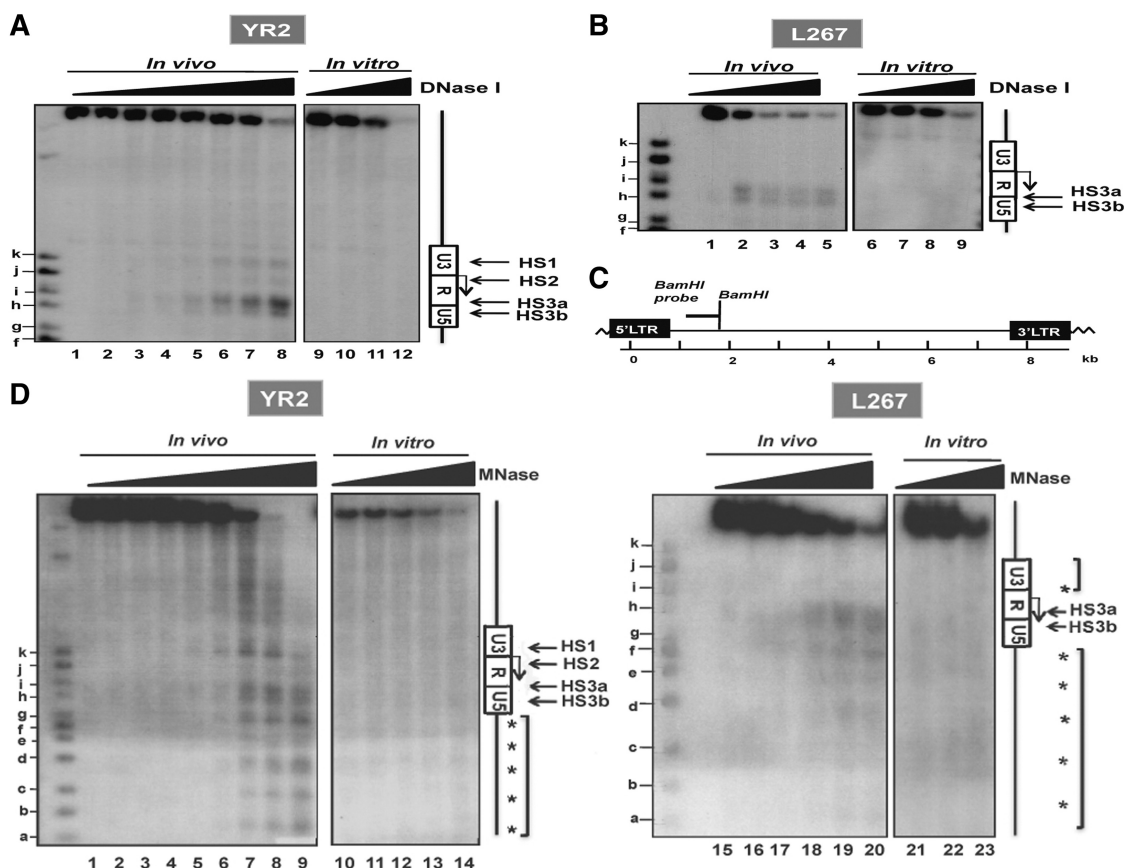 A
YR2
In vivo
In vitro
DNase I
k
j
i
h
g
f
U3
R
U5
HS1
HS2
HS3a
HS3b
1 2 3 4 5 6 7 8 9 10 11 12
B
L267
In vivo
In vitro
DNase I
k
j
i
h
g
f
U3
R
U5
HS3a
HS3b
1 2 3 4 5 6 7 8 9
C
BamHI
probe
BamHI
5'LTR
3'LTR
0 2 4 6 8 kb
D
YR2
In vivo
In vitro
MNase
k
j
i
h
g
f
e
d
c
b
a
U3
R
U5
HS1
HS2
HS3a
HS3b
*
*
*
*
*
1 2 3 4 5 6 7 8 9 10 11 12 13 14
L267
In vivo
In vitro
MNase
k
j
i
h
g
f
e
d
c
b
a
U3
R
U5
*
HS3a
HS3b
*
*
*
*
*
15 16 17 18 19 20 21 22 23